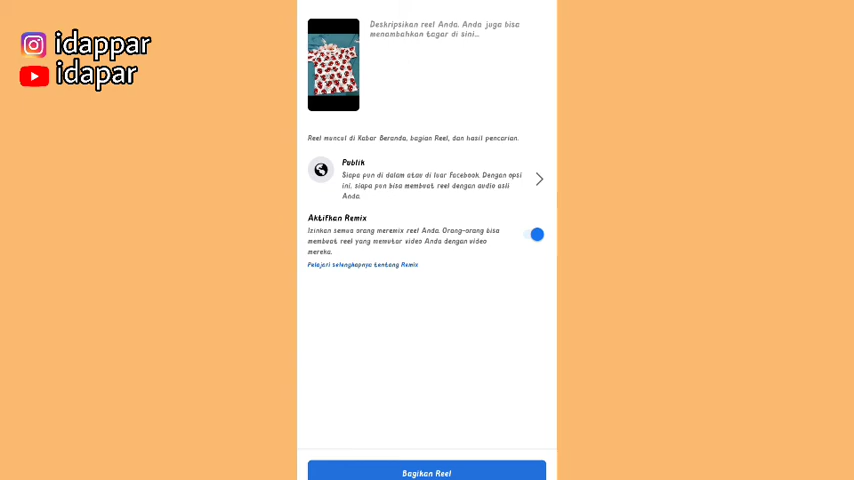 idappar
idapar
Deskripsikan reel Anda. Anda juga bisa
menambahkan tagar di sini...
Reel muncul di Kabar Beranda, bagian Reel, dan hasil pencarian.
Publik
Siapa pun di dalam atau di luar Facebook. Dengan opsi
ini, siapa pun bisa membuat reel dengan audio asli
Anda.
Aktifkan Remix
Izinkan semua orang meremix reel Anda. Orang-orang bisa
membuat reel yang memutar video Anda dengan video
mereka.
Pelajari selengkapnya tentang Remix
Bagikan Reel